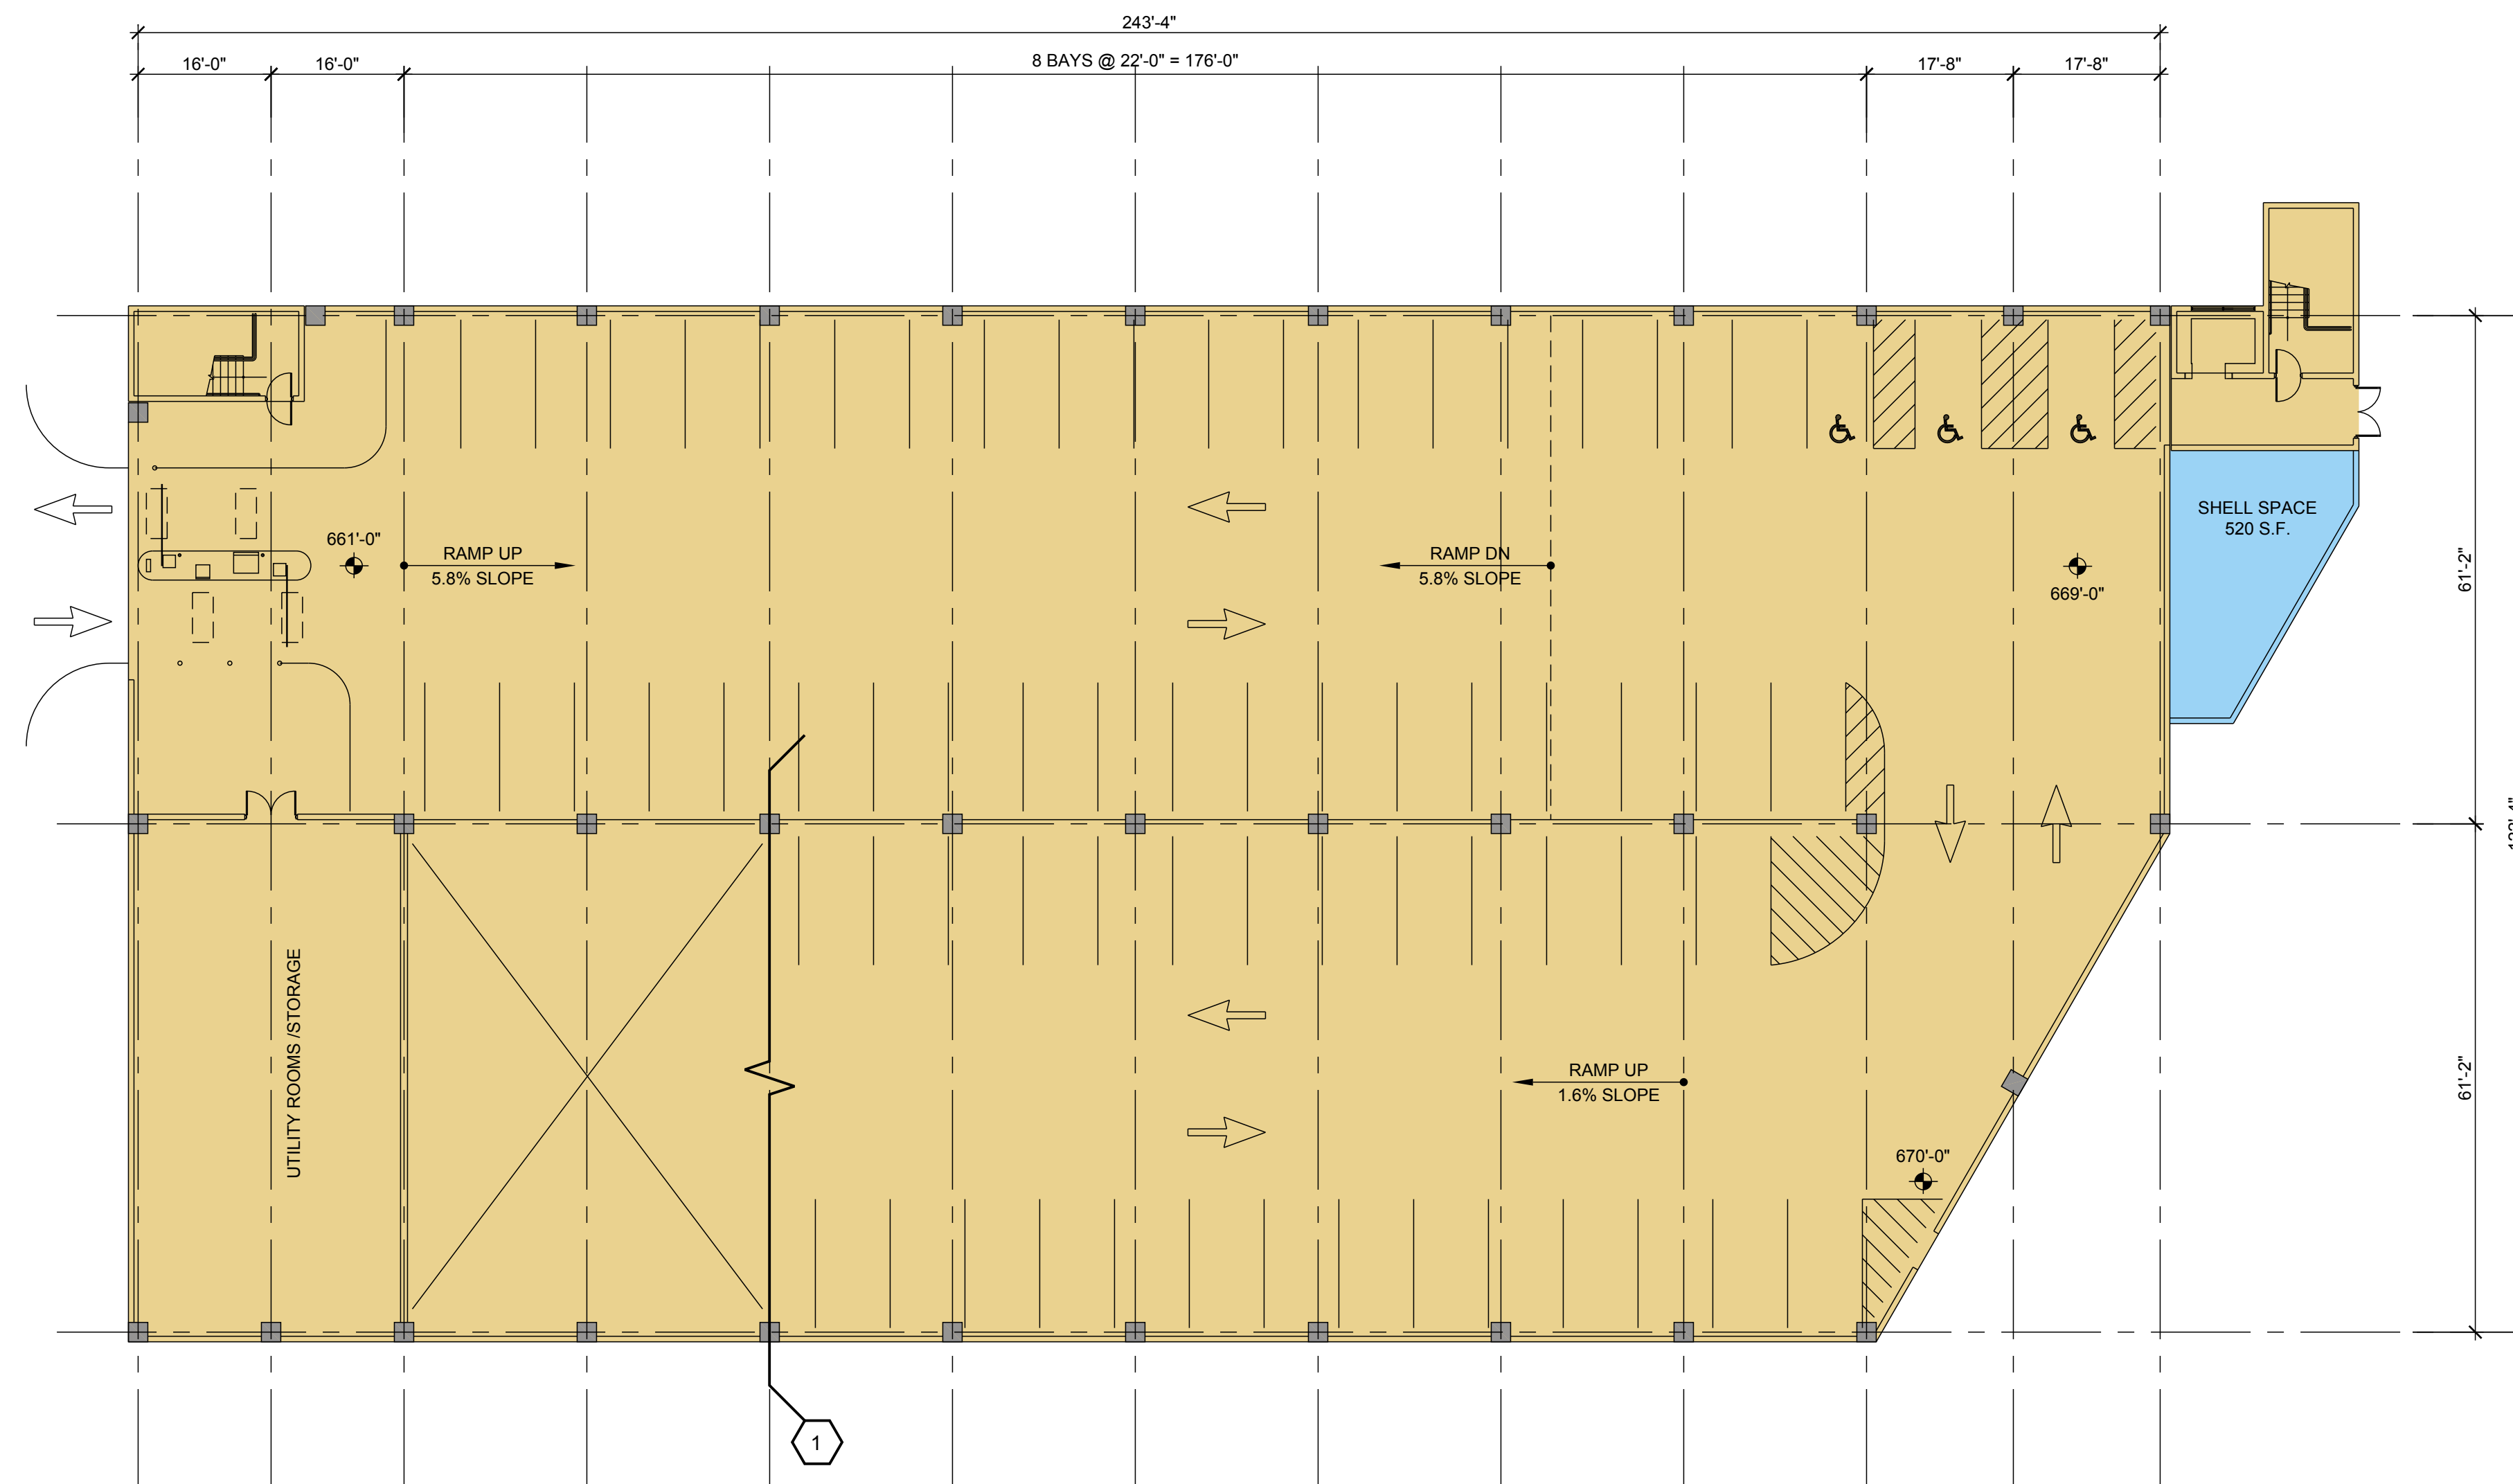 243'-4"
16'-0"
16'-0"
8 BAYS @ 22'-0" = 176'-0"
17'-8"
17'-8"
SHELL SPACE
520 S.F.
661'-0"
RAMP UP
5.8% SLOPE
RAMP DN
5.8% SLOPE
669'-0"
61'-2"
UTILITY ROOMS /STORAGE
RAMP UP
1.6% SLOPE
61'-2"
670'-0"
1